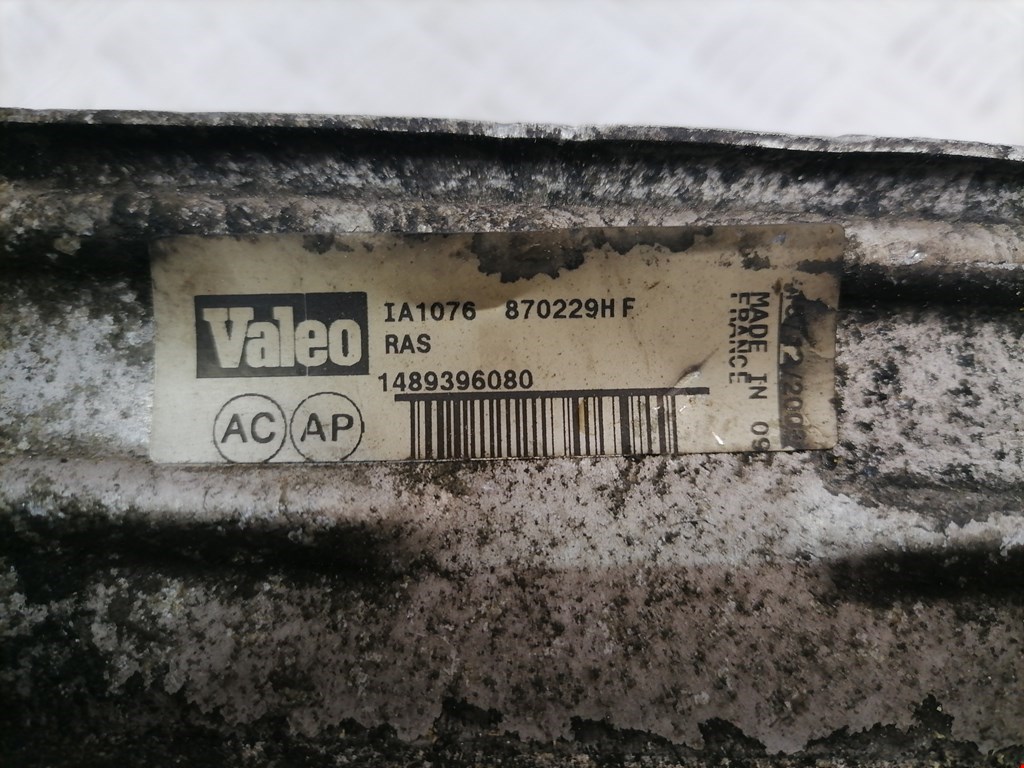 Valeo
IA1076 870229H F
RAS
1489396080
AC AP
MADE IN
FRANCE